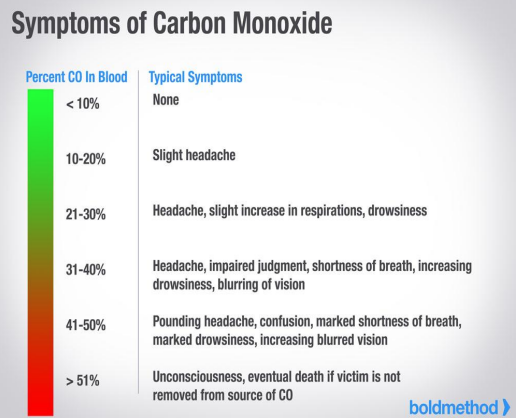 Symptoms of Carbon Monoxide
Percent CO In Blood
Typical Symptoms
< 10%
None
10-20%
Slight headache
21-30%
Headache, slight increase in respirations, drowsiness
31-40%
Headache, impaired judgment, shortness of breath, increasing
drowsiness, blurring of vision
41-50%
Pounding headache, confusion, marked shortness of breath,
marked drowsiness, increasing blurred vision
> 51%
Unconsciousness, eventual death if victim is not
removed from source of CO
boldmethod